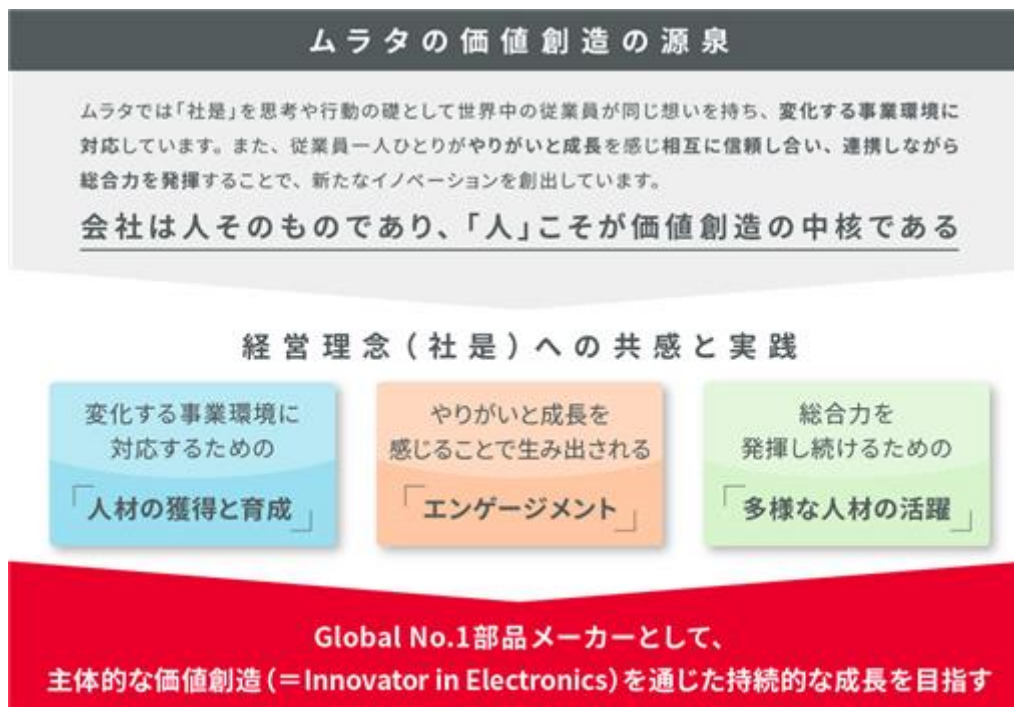 ムラタの価値創造の源泉
ムラタでは「社是」を思考や行動の礎として世界中の従業員が同じ想いを持ち、変化する事業環境に
対応しています。また、従業員一人ひとりがやりがいと成長を感じ相互に信頼し合い、連携しながら
総合力を発揮することで、新たなイノベーションを創出しています。
会社は人そのものであり、「人」こそが価値創造の中核である
経営理念(社是)への共感と実践
変化する事業環境に
対応するための
「人材の獲得と育成」
やりがいと成長を
感じることで生み出される
「エンゲージメント」
総合力を
発揮し続けるための
「多様な人材の活躍」
Global No.1部品メーカーとして、
主体的な価値創造(=Innovator in Electronics)を通じた持続的な成長を目指す